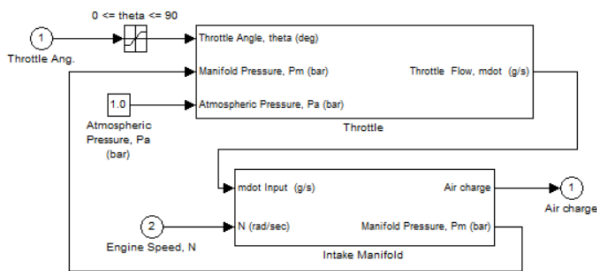 0 <= theta <= 90
1
Throttle Ang.
Throttle Angle, theta (deg)
Manifold Pressure, Pm (bar)
Throttle Flow, mdot (g/s)
1.0
Atmospheric Pressure, Pa (bar)
Atmospheric
Pressure, Pa
(bar)
Throttle
mdot Input (g/s)
Air charge
1
Air charge
2
N (rad/sec)
Manifold Pressure, Pm (bar)
Engine Speed, N
Intake Manifold